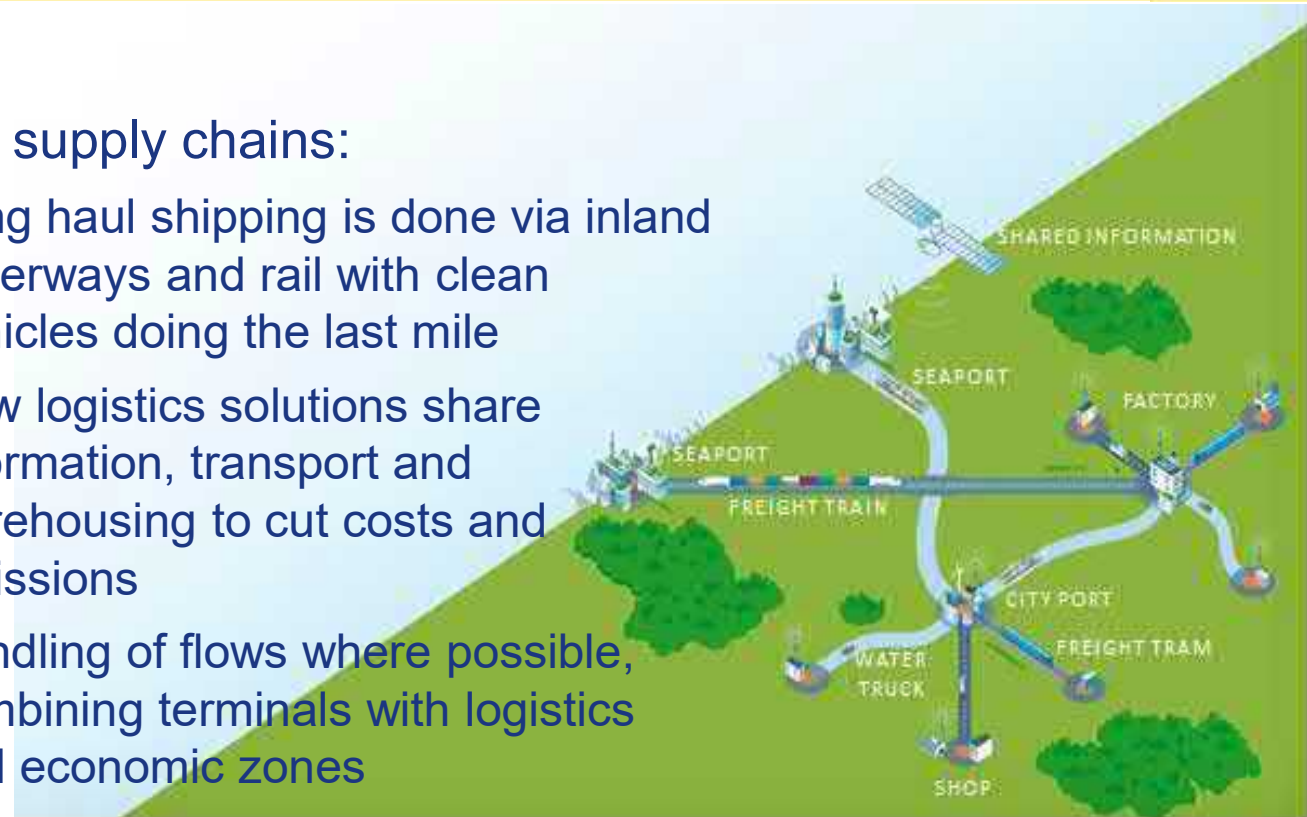 supply chains:
ng haul shipping is done via inland
erways and rail with clean
icles doing the last mile
w logistics solutions share
ormation, transport and
rehousing to cut costs and
issions
ndling of flows where possible,
mbining terminals with logistics
d economic zones
SHARED INFORMATION
SEAPORT
FACTORY
SEAPORT
FREIGHT TRAIN
CITY PORT
FREIGHT TRAM
WATER
TRUCK
SHOP